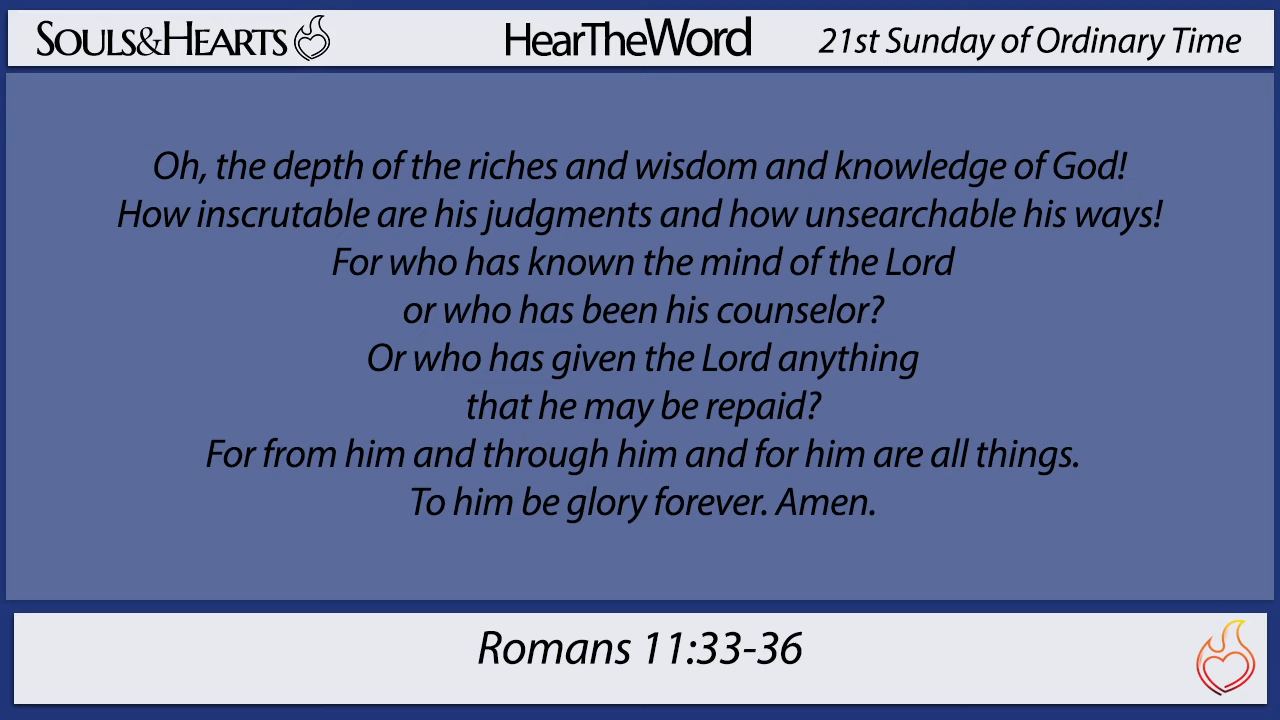 SOULS&HEARTS HearTheWord 21st Sunday of Ordinary Time
Oh, the depth of the riches and wisdom and knowledge of God!
How inscrutable are his judgments and how unsearchable his ways!
For who has known the mind of the Lord
or who has been his counselor?
Or who has given the Lord anything
that he may be repaid?
For from him and through him and for him are all things.
To him be glory forever. Amen.
Romans 11:33-36